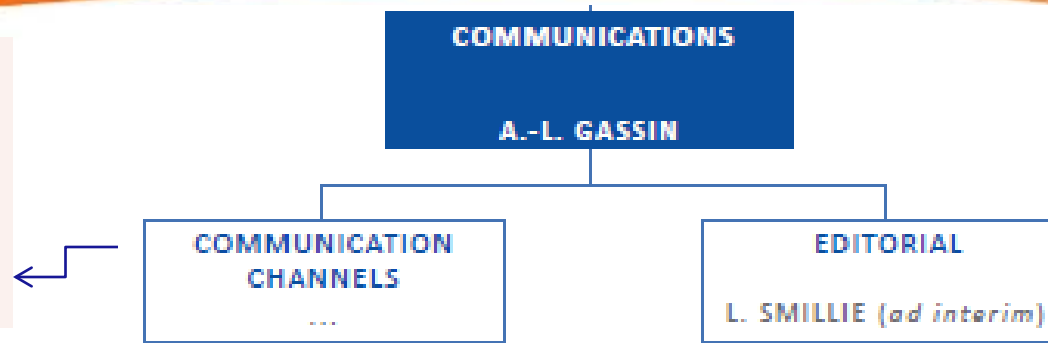 COMMUNICATIONS
A.-L. GASSIN
COMMUNICATION
CHANNELS
...
EDITORIAL
L. SMILLIE (ad interim)